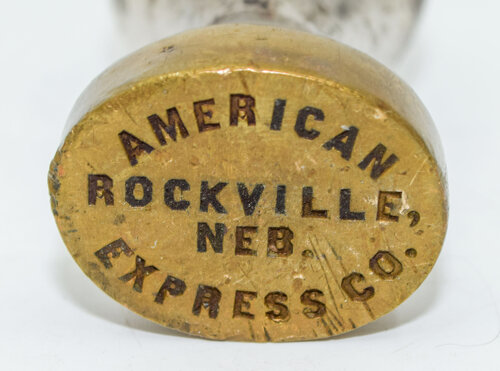 AMERICAN
ROCKVILLE,
NEB.
EXPRESS CO.